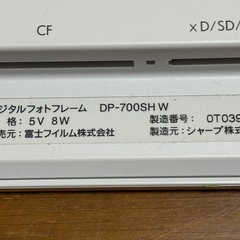 CF
xD/SD/
ジタルフォトフレーム DP-700SH W
格:5V 8W
製造番号: 0T039
売元:富士フイルム株式会社
製造元:シャープ株式会